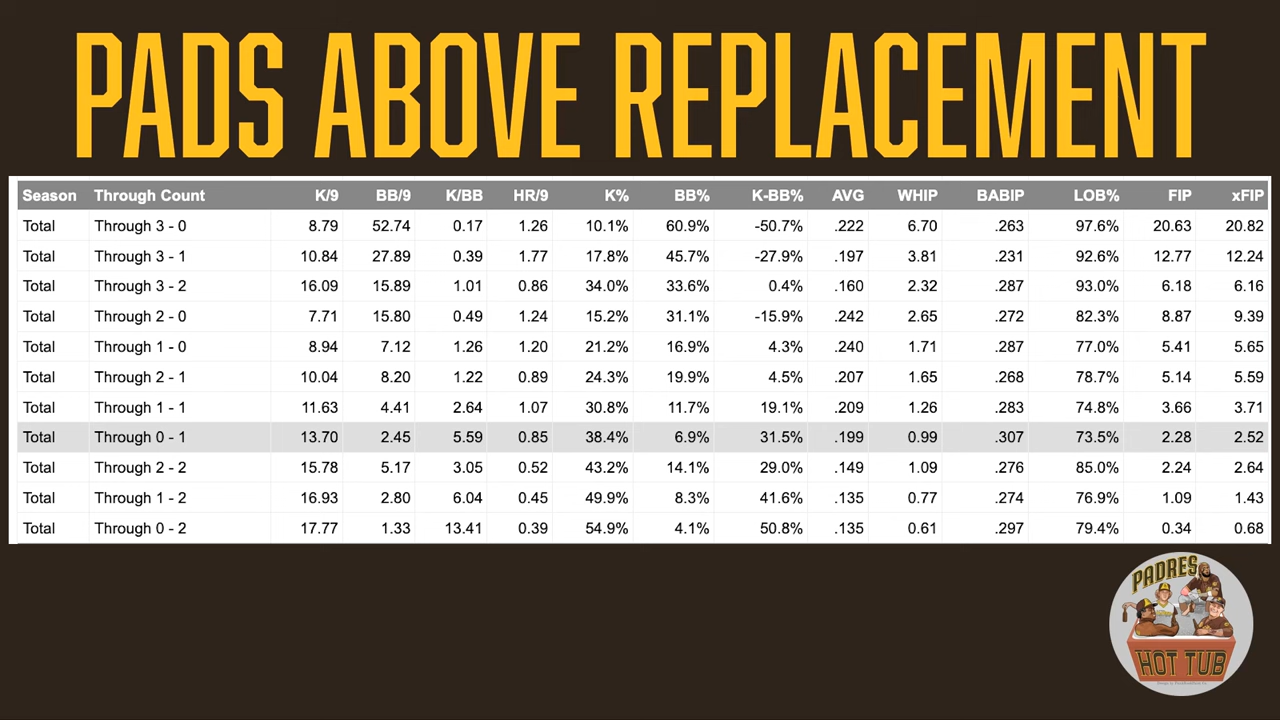 PADS ABOVE REPLACEMENT
Season Through Count K/9 BB/9 K/BB HR/9 K% BB% K-BB% AVG WHIP BABIP LOB% FIP xFIP
Total Through 3 - 0 8.79 52.74 0.17 1.26 10.1% 60.9% -50.7% .222 6.70 .263 97.6% 20.63 20.82
Total Through 3 - 1 10.84 27.89 0.39 1.77 17.8% 45.7% -27.9% .197 3.81 .231 92.6% 12.77 12.24
Total Through 3 - 2 16.09 15.89 1.01 0.86 34.0% 33.6% 0.4% .160 2.32 .287 93.0% 6.18 6.16
Total Through 2 - 0 7.71 15.80 0.49 1.24 15.2% 31.1% -15.9% .242 2.65 .272 82.3% 8.87 9.39
Total Through 1 - 0 8.94 7.12 1.26 1.20 21.2% 16.9% 4.3% .240 1.71 .287 77.0% 5.41 5.65
Total Through 2 - 1 10.04 8.20 1.22 0.89 24.3% 19.9% 4.5% .207 1.65 .268 78.7% 5.14 5.59
Total Through 1 - 1 11.63 4.41 2.64 1.07 30.8% 11.7% 19.1% .209 1.26 .283 74.8% 3.66 3.71
Total Through 0 - 1 13.70 2.45 5.59 0.85 38.4% 6.9% 31.5% .199 0.99 .307 73.5% 2.28 2.52
Total Through 2 - 2 15.78 5.17 3.05 0.52 43.2% 14.1% 29.0% .149 1.09 .276 85.0% 2.24 2.64
Total Through 1 - 2 16.93 2.80 6.04 0.45 49.9% 8.3% 41.6% .135 0.77 .274 76.9% 1.09 1.43
Total Through 0 - 2 17.77 1.33 13.41 0.39 54.9% 4.1% 50.8% .135 0.61 .297 79.4% 0.34 0.68
PADRES
HOT TUB